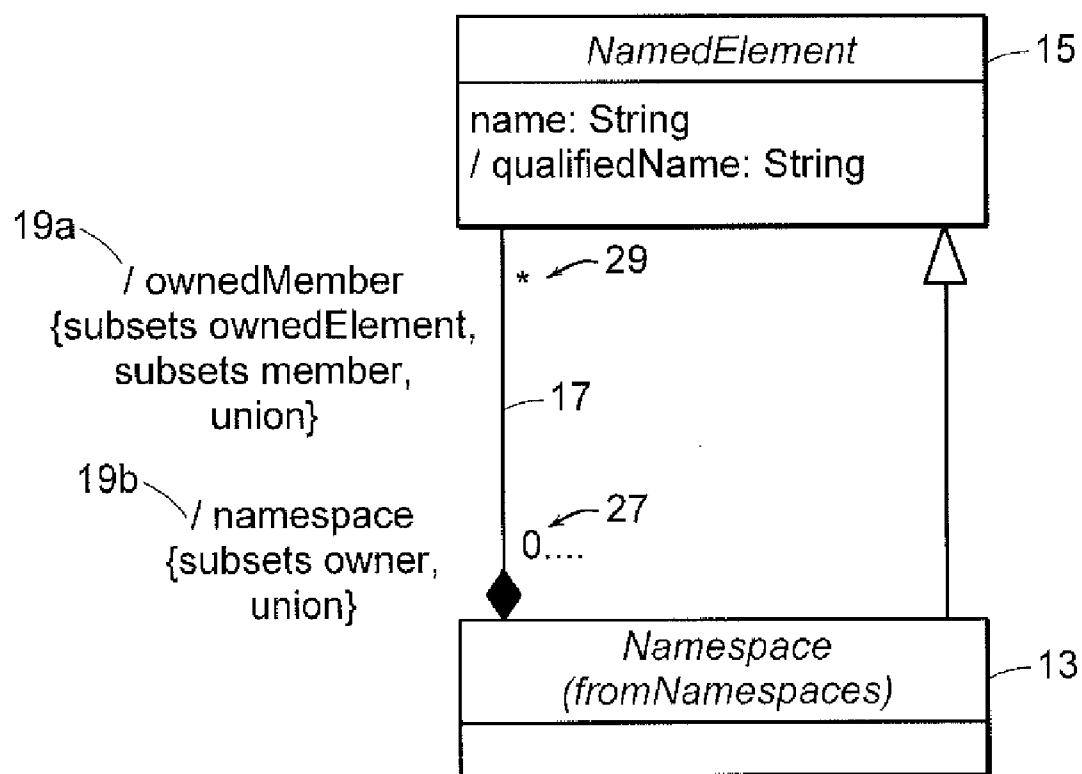 NamedElement
15
name: String
/ qualifiedName: String
19a
/ ownedMember
{subsets ownedElement,
subsets member,
union}
* 29
17
19b
/ namespace
{subsets owner,
union}
27
0....
Namespace
(fromNamespaces)
13